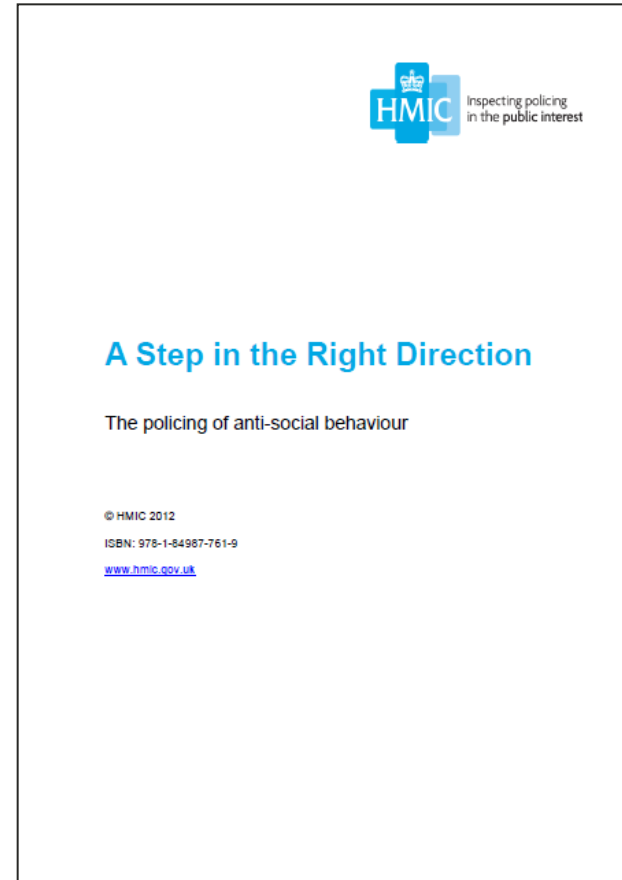 HMIC
Inspecting policing
in the public interest
A Step in the Right Direction
The policing of anti-social behaviour
© HMIC 2012
ISBN: 978-1-84987-761-9
www.hmic.gov.uk